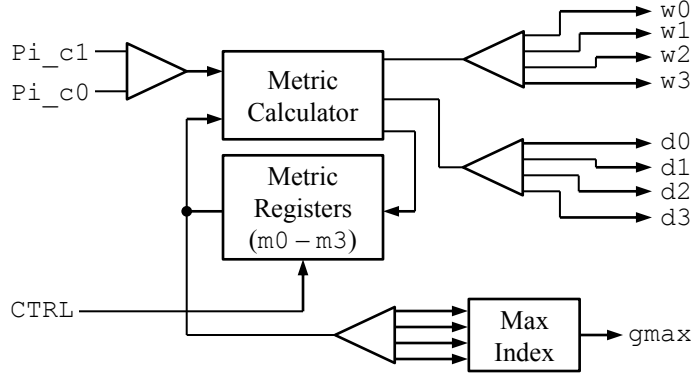 Pi_c1
Pi_c0
Metric
Calculator
w0
w1
w2
w3
d0
d1
d2
d3
Metric
Registers
(m0 – m3)
CTRL
Max
Index
gmax